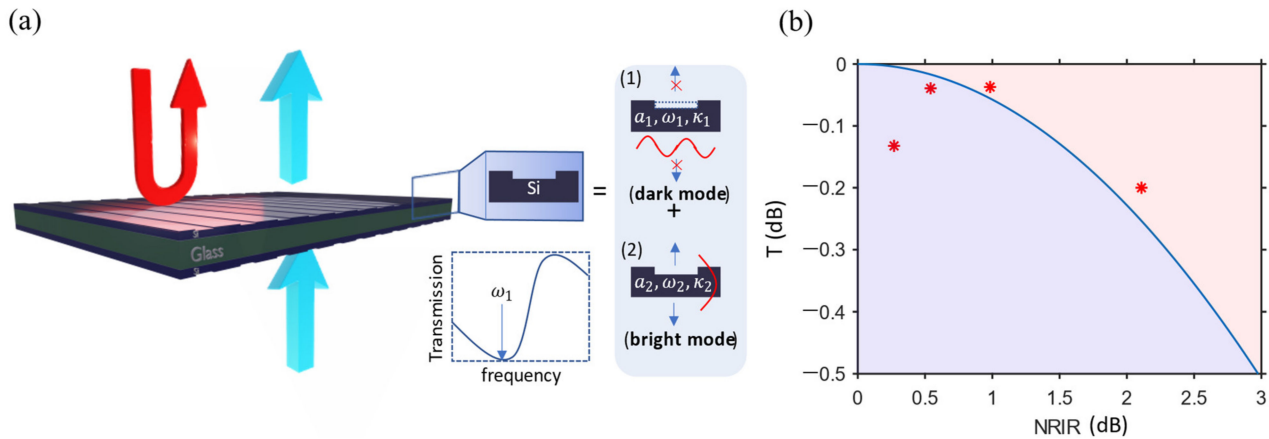 (a)
Glass
Si
=
(1)
a₁, ω₁, κ₁
(dark mode)
+
(2)
a₂, ω₂, κ₂
(bright mode)
Transmission
ω₁
frequency
(b)
T (dB)
0
−0.1
−0.2
−0.3
−0.4
−0.5
0 0.5 1 1.5 2 2.5 3
NRIR (dB)